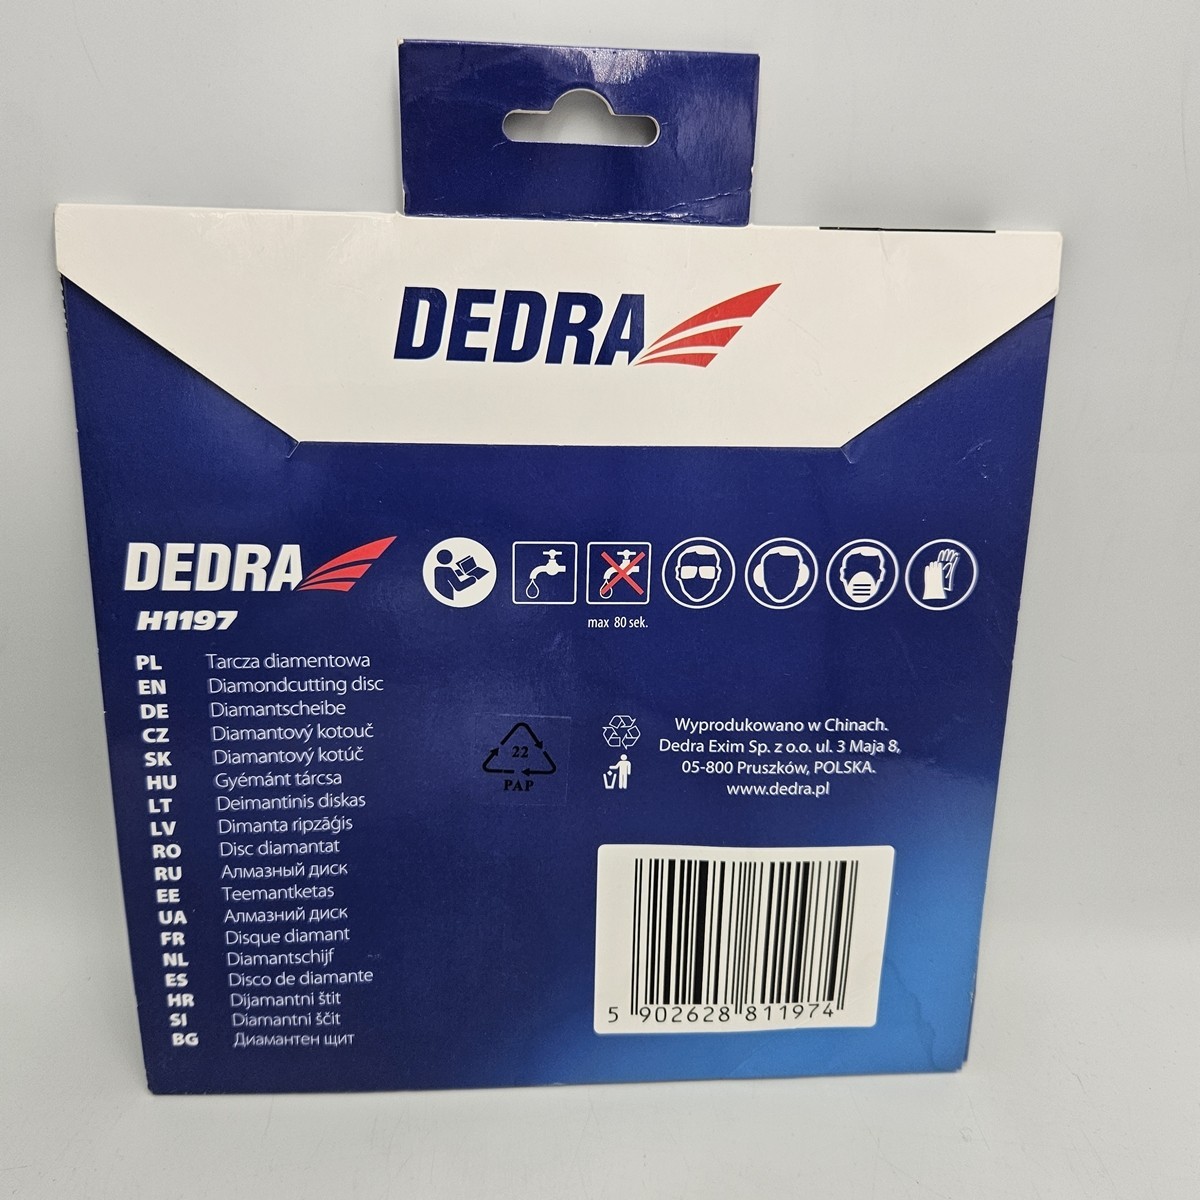 DEDRA
DEDRA
H1197
max 80 sek.
PL Tarcza diamentowa
EN Diamondcutting disc
DE Diamantscheibe
CZ Diamantový kotouč
SK Diamantový kotúč
HU Gyémánt tárcsa
LT Deimantinis diskas
LV Dimanta ripzāģis
RO Disc diamantat
RU Алмазный диск
EE Teemantketas
UA Алмазний диск
FR Disque diamant
NL Diamantschijf
ES Disco de diamante
HR Dijamantni štit
SI Diamantni ščit
BG Диамантен щит
22
PAP
Wyprodukowano w Chinach.
Dedra Exim Sp. z o.o. ul. 3 Maja 8,
05-800 Pruszków, POLSKA.
www.dedra.pl
5 902628 811974